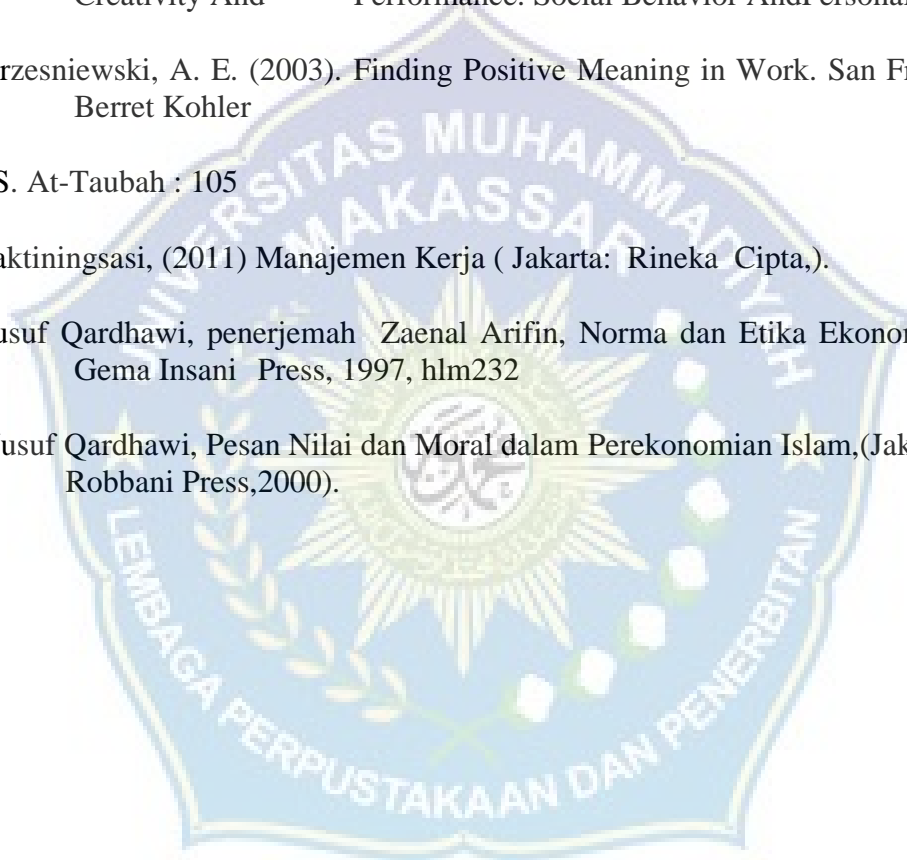 Creativity And Performance. Social Behavior AndPersonal
rzesniewski, A. E. (2003). Finding Positive Meaning in Work. San Fr
Berret Kohler
S. At-Taubah : 105
aktiningsasi, (2011) Manajemen Kerja ( Jakarta: Rineka Cipta,).
usuf Qardhawi, penerjemah Zaenal Arifin, Norma dan Etika Ekonor
Gema Insani Press, 1997, hlm232
usuf Qardhawi, Pesan Nilai dan Moral dalam Perekonomian Islam,(Jak
Robbani Press,2000).
UNIVERSITAS MUHAMMADIYAH
MAKASSAR
LEMBAGA PERPUSTAKAAN DAN PENERBITAN